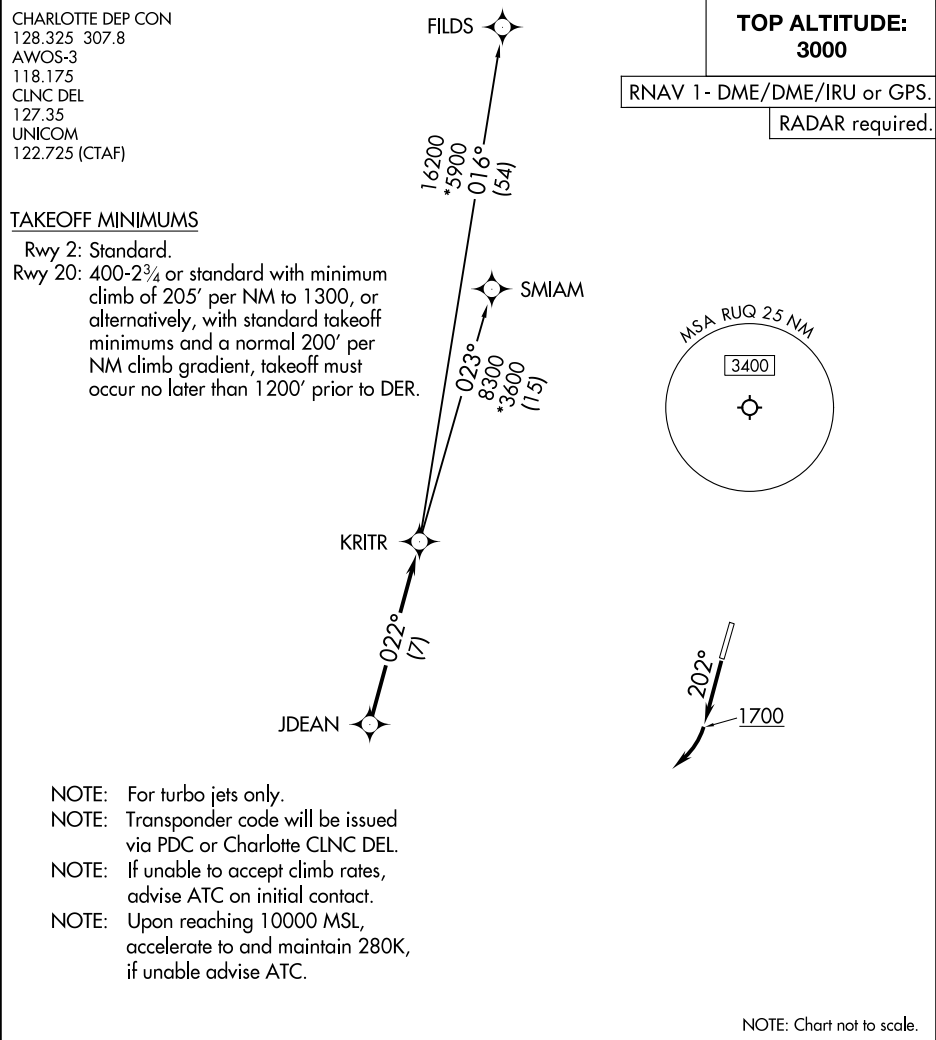 CHARLOTTE DEP CON
128.325 307.8
AWOS-3
118.175
CLNC DEL
127.35
UNICOM
122.725 (CTAF)
TOP ALTITUDE:
3000
RNAV 1- DME/DME/IRU or GPS.
RADAR required.
TAKEOFF MINIMUMS
Rwy 2: Standard.
Rwy 20: 400-2¾ or standard with minimum
climb of 205' per NM to 1300, or
alternatively, with standard takeoff
minimums and a normal 200' per
NM climb gradient, takeoff must
occur no later than 1200' prior to DER.
FILDS
16200
*5900
016°
(54)
SMIAM
023°
8300
*3600
(15)
KRITR
022°
(7)
JDEAN
MSA RUQ 25 NM
3400
202°
1700
NOTE: For turbo jets only.
NOTE: Transponder code will be issued
via PDC or Charlotte CLNC DEL.
NOTE: If unable to accept climb rates,
advise ATC on initial contact.
NOTE: Upon reaching 10000 MSL,
accelerate to and maintain 280K,
if unable advise ATC.
NOTE: Chart not to scale.